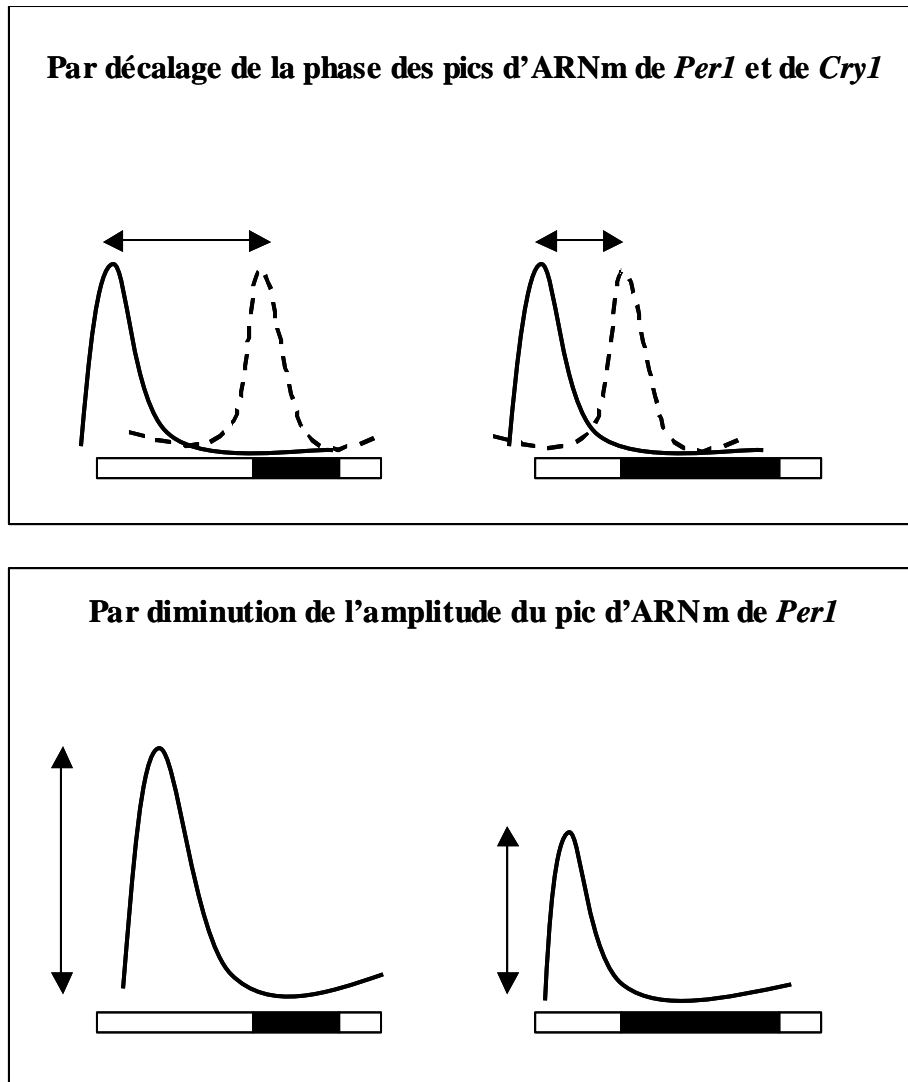 Par décalage de la phase des pics d’ARNm de Per1 et de Cry1
Par diminution de l’amplitude du pic d’ARNm de Per1